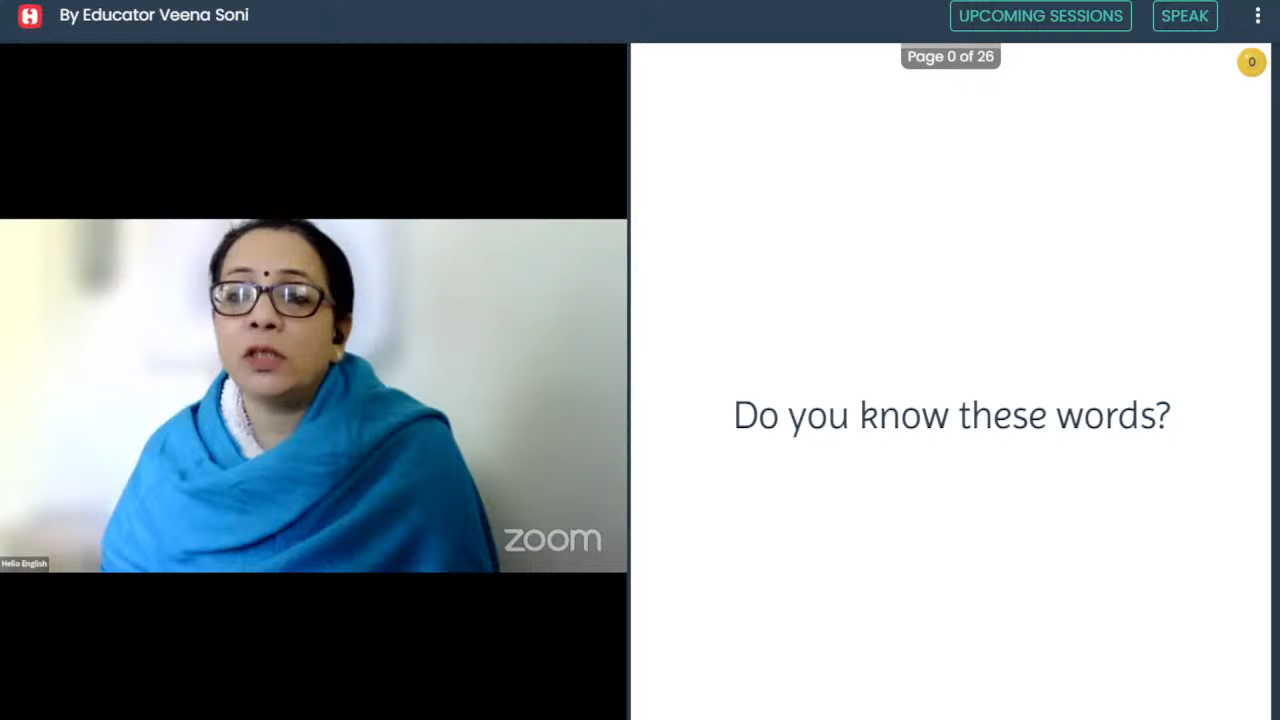 By Educator Veena Soni
UPCOMING SESSIONS
SPEAK
Page 0 of 26
0
Do you know these words?
zoom
Hello English